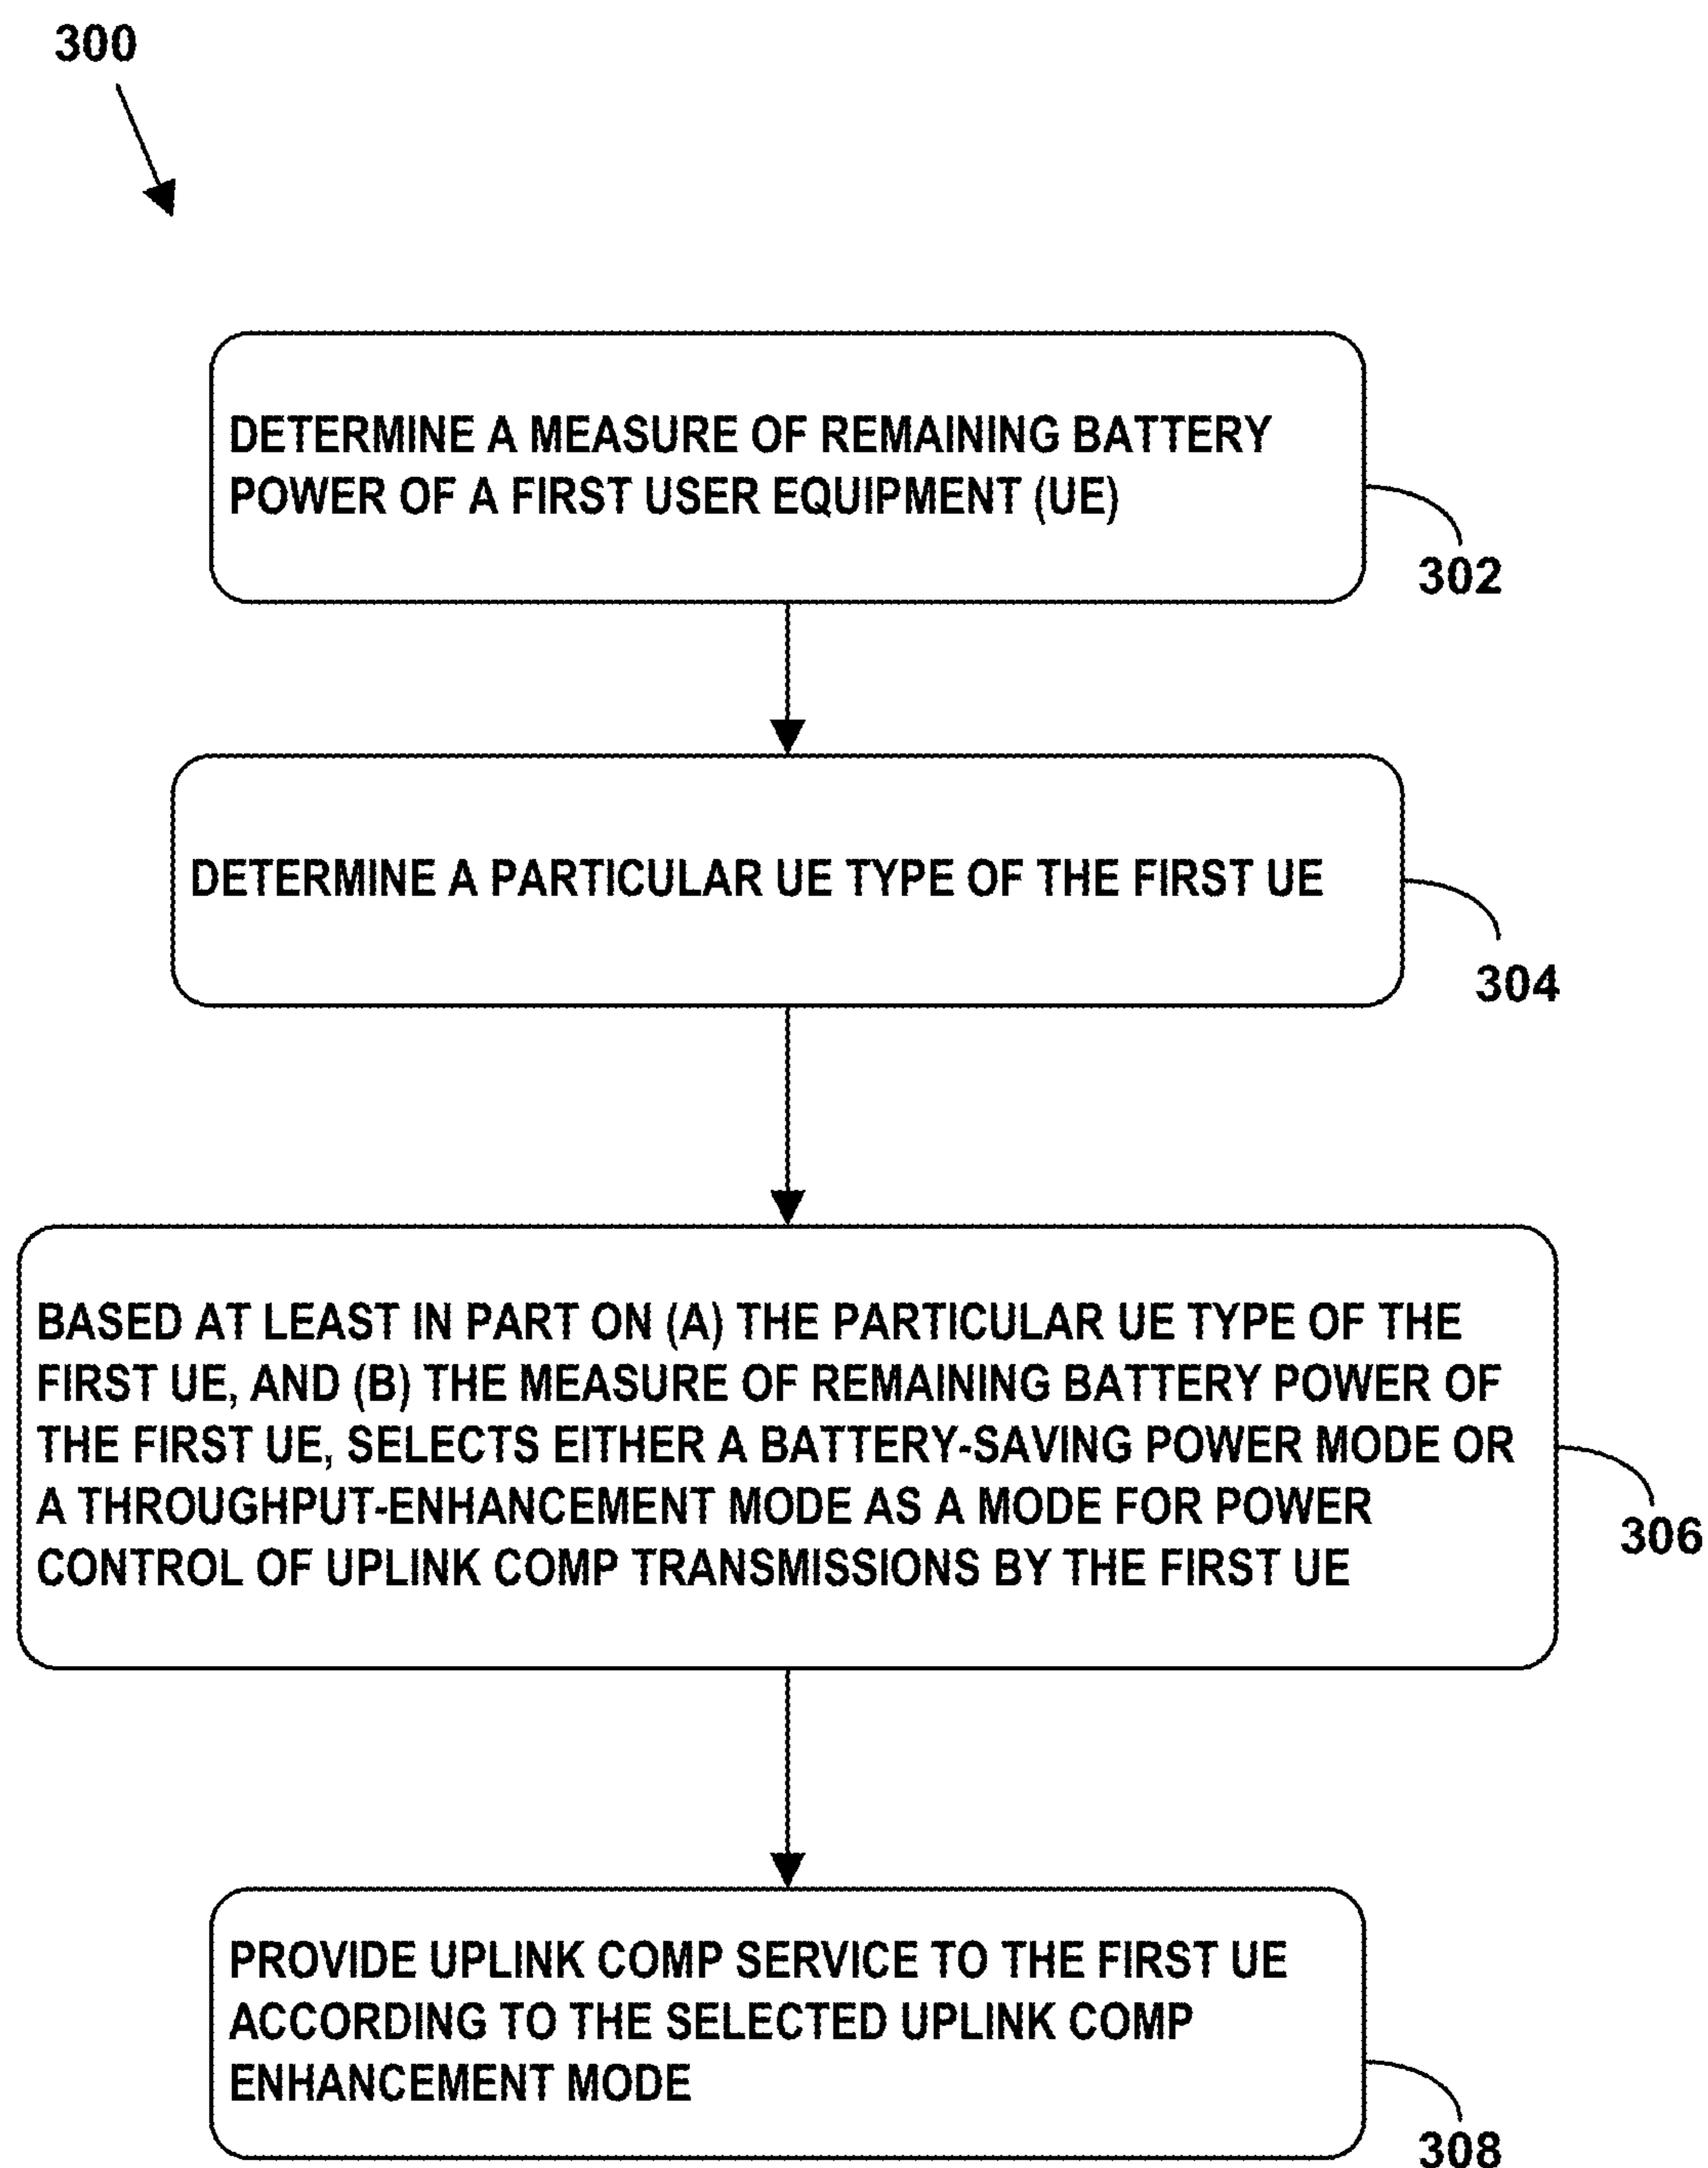 300
DETERMINE A MEASURE OF REMAINING BATTERY
POWER OF A FIRST USER EQUIPMENT (UE)
302
DETERMINE A PARTICULAR UE TYPE OF THE FIRST UE
304
BASED AT LEAST IN PART ON (A) THE PARTICULAR UE TYPE OF THE
FIRST UE, AND (B) THE MEASURE OF REMAINING BATTERY POWER OF
THE FIRST UE, SELECTS EITHER A BATTERY-SAVING POWER MODE OR
A THROUGHPUT-ENHANCEMENT MODE AS A MODE FOR POWER
CONTROL OF UPLINK COMP TRANSMISSIONS BY THE FIRST UE
306
PROVIDE UPLINK COMP SERVICE TO THE FIRST UE
ACCORDING TO THE SELECTED UPLINK COMP
ENHANCEMENT MODE
308